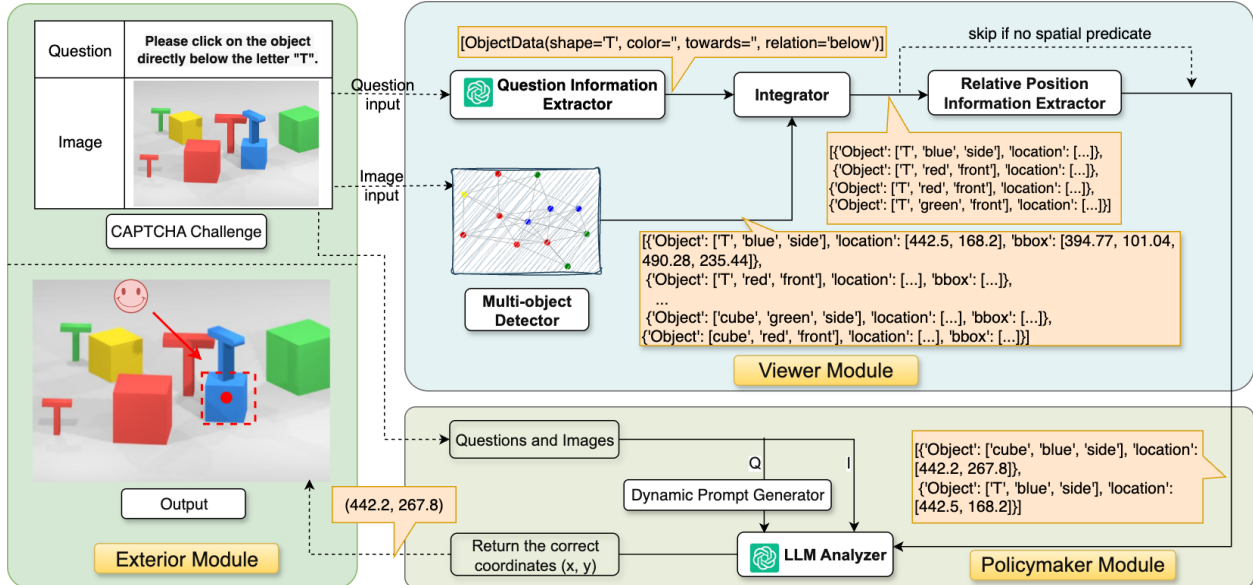 Question
Please click on the object
directly below the letter "T".
Image
CAPTCHA Challenge
Output
Exterior Module
Question
input
Image
input
[ObjectData(shape='T', color='', towards='', relation='below')]
skip if no spatial predicate
Question Information
Extractor
Integrator
Relative Position
Information Extractor
[{'Object': ['T', 'blue', 'side'], 'location': [...]},
{'Object': ['T', 'red', 'front'], 'location': [...]},
{'Object': ['T', 'red', 'front'], 'location': [...]},
{'Object': ['T', 'green', 'front'], 'location': [...]}]
Multi-object
Detector
[{'Object': ['T', 'blue', 'side'], 'location': [442.5, 168.2], 'bbox': [394.77, 101.04,
490.28, 235.44]},
{'Object': ['T', 'red', 'front'], 'location': [...], 'bbox': [...]},
...
{'Object': ['cube', 'green', 'side'], 'location': [...], 'bbox': [...]},
{'Object': [cube', 'red', 'front'], 'location': [...], 'bbox': [...]}]
Viewer Module
Questions and Images
Q
I
Dynamic Prompt Generator
LLM Analyzer
Return the correct
coordinates (x, y)
(442.2, 267.8)
[{'Object': ['cube', 'blue', 'side'], 'location':
[442.2, 267.8]},
{'Object': ['T', 'blue', 'side'], 'location':
[442.5, 168.2]}]
Policymaker Module